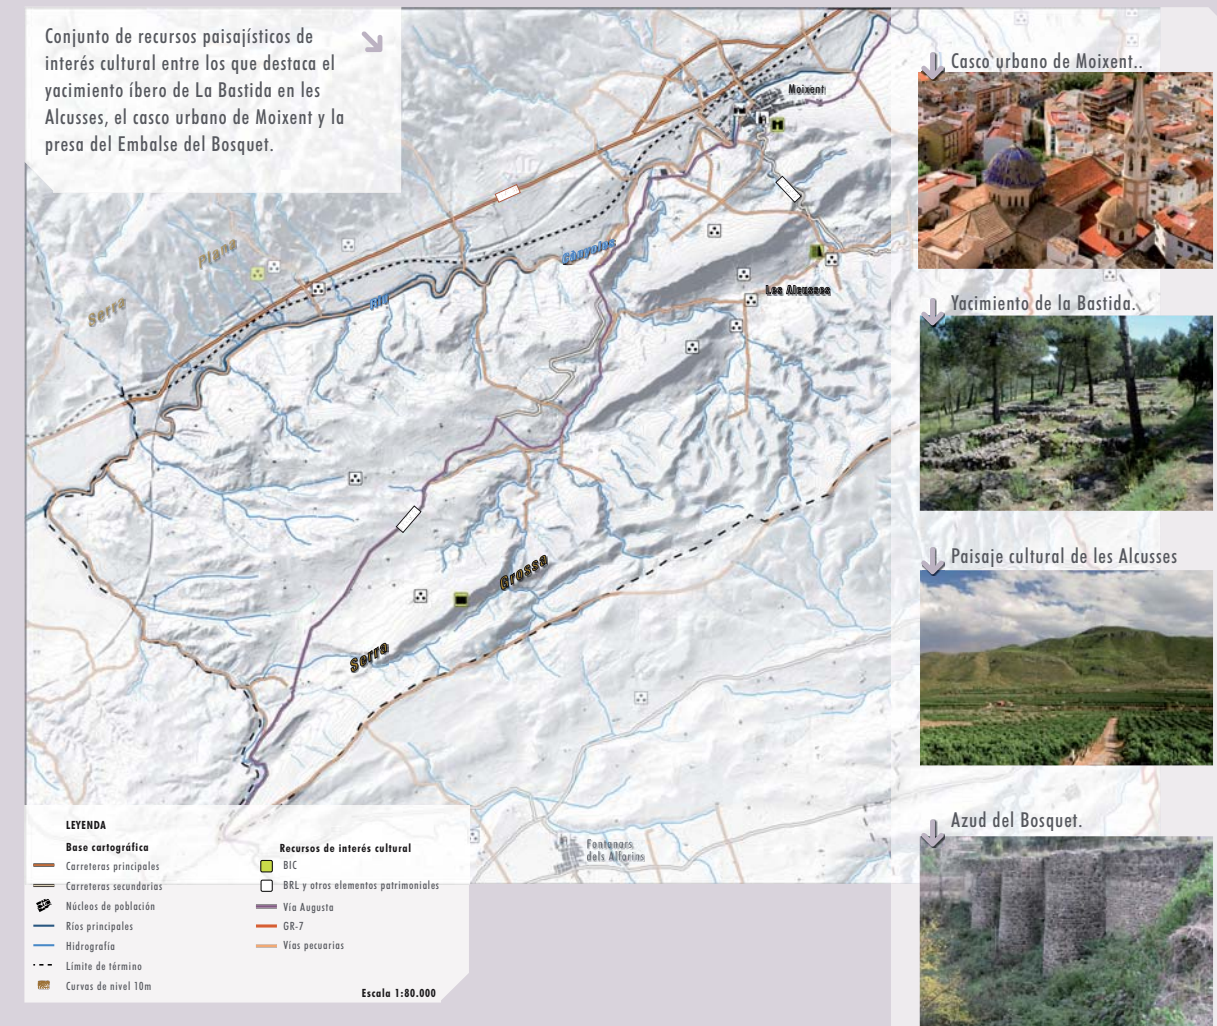 Conjunto de recursos paisajísticos de
interés cultural entre los que destaca el
yacimiento íbero de La Bastida en les
Alcusses, el casco urbano de Moixent y la
presa del Embalse del Bosquet.
Casco urbano de Moixent..
Moixent
Serra Plana
Riu Cànyoles
Les Alcusses
Yacimiento de la Bastida.
Serra Grossa
Paisaje cultural de les Alcusses
Fontanars
dels Alforins
Azud del Bosquet.
LEYENDA
Base cartográfica
Carreteras principales
Carreteras secundarias
Núcleos de población
Ríos principales
Hidrografía
Límite de término
Curvas de nivel 10m
Recursos de interés cultural
BIC
BRL y otros elementos patrimoniales
Vía Augusta
GR-7
Vías pecuarias
Escala 1:80.000